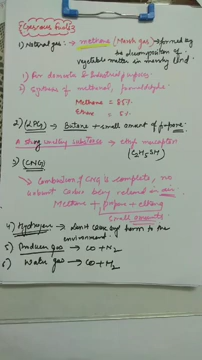 Gaseous Fuels
1) Natural gas :→ methane (Marsh gas) → formed by
the decomposition of
vegetable matter in marshy land.
1) For domestic & Industrial purposes
2) Synthesis of methanol, formaldehyde
Methane = 85%
Ethane =
2) (LPG) → Butane + small amount of propane
A strong smelling substance → ethyl mercaptan
(C2H5SH)
3) (CNG)
→ Combustion of CNG is complete, no
unburnt Carbon being released in air.
Methane + propane + ethane
small amounts
4) Hydrogen → don't cause any harm to the
environment
5) Producer gas → CO + N2
6) Water gas → CO + H2